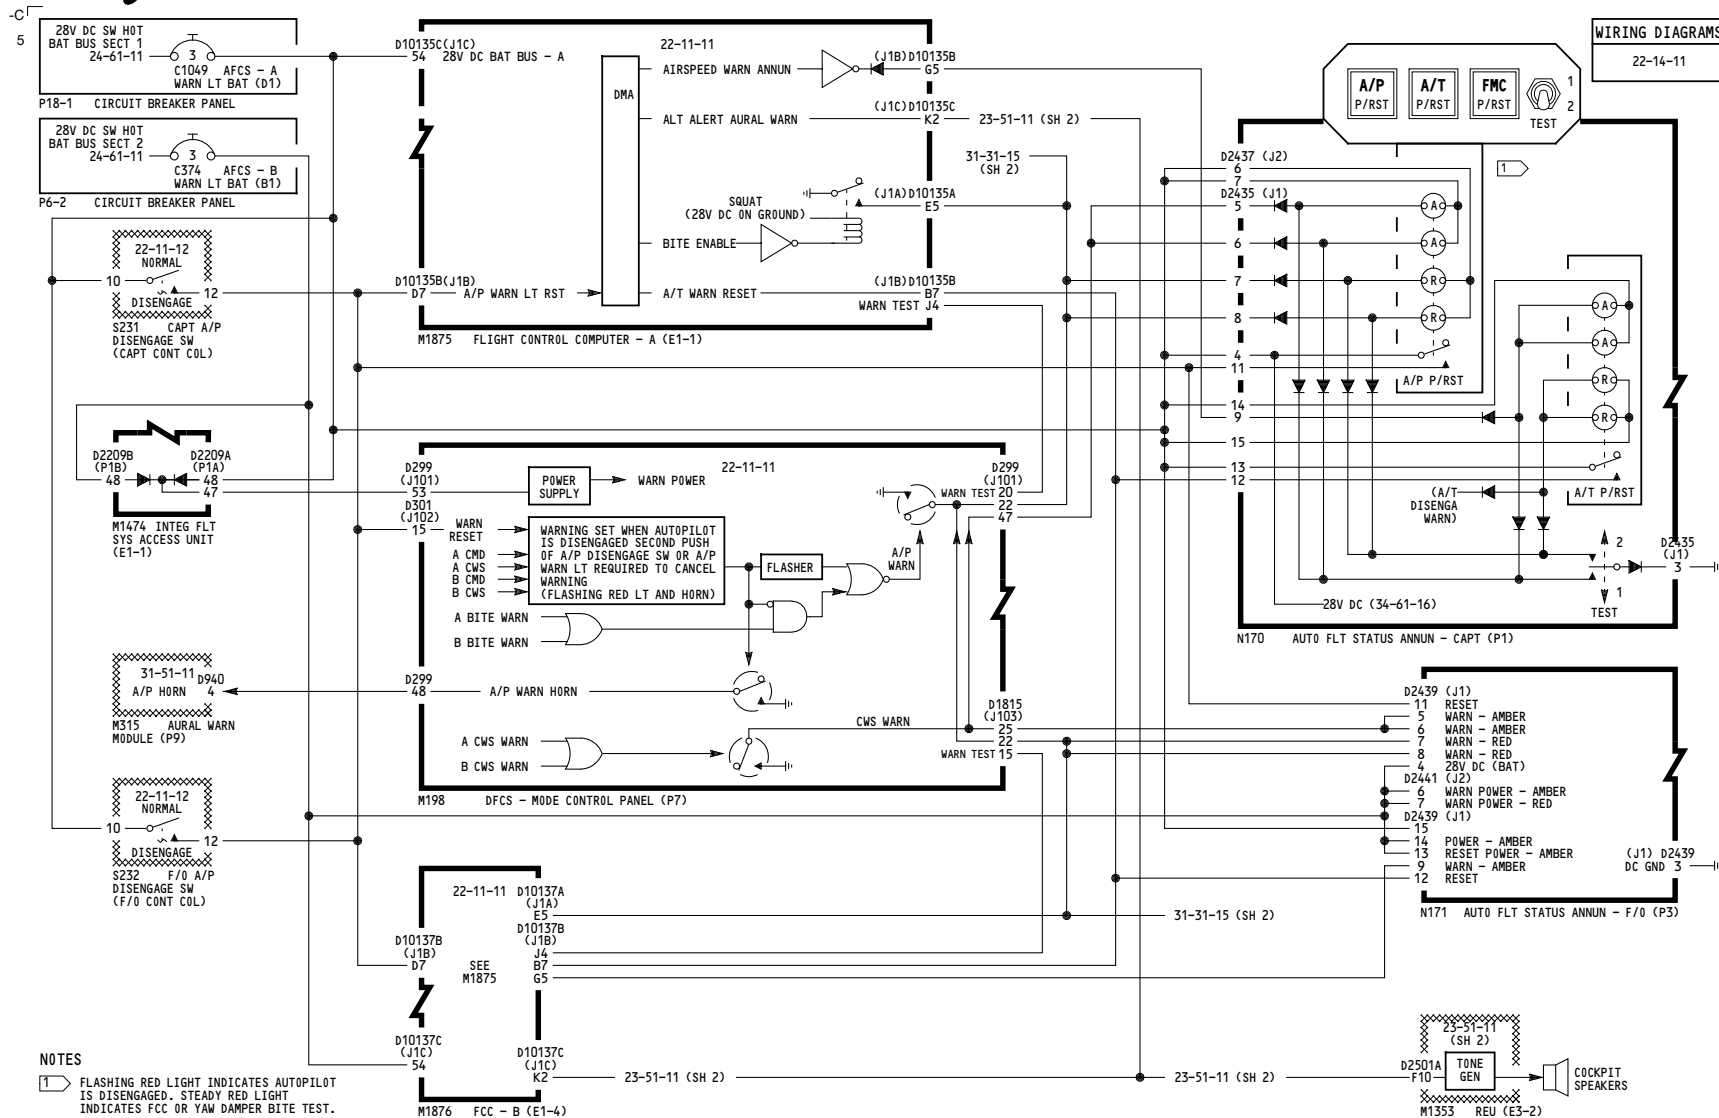 -C
5
28V DC SW HOT
BAT BUS SECT 1
24-61-11
3
C1049 AFCS - A
WARN LT BAT (D1)
P18-1 CIRCUIT BREAKER PANEL
28V DC SW HOT
BAT BUS SECT 2
24-61-11
3
C374 AFCS - B
WARN LT BAT (B1)
P6-2 CIRCUIT BREAKER PANEL
22-11-12
NORMAL
10
12
DISENGAGE
S231 CAPT A/P
DISENGAGE SW
(CAPT CONT COL)
D2209B
(P1B)
48
D2209A
(P1A)
48
47
M1474 INTEG FLT
SYS ACCESS UNIT
(E1-1)
31-51-11
D940
A/P HORN 4
M315 AURAL WARN
MODULE (P9)
22-11-12
NORMAL
10
12
DISENGAGE
S232 F/O A/P
DISENGAGE SW
(F/O CONT COL)
NOTES
1 FLASHING RED LIGHT INDICATES AUTOPILOT
IS DISENGAGED. STEADY RED LIGHT
INDICATES FCC OR YAW DAMPER BITE TEST.
D10135C(J1C)
54 28V DC BAT BUS - A
22-11-11
DMA
AIRSPEED WARN ANNUN
(J1B)D10135B
G5
(J1C)D10135C
ALT ALERT AURAL WARN
K2
23-51-11 (SH 2)
31-31-15
(SH 2)
(J1A)D10135A
E5
SQUAT
(28V DC ON GROUND)
BITE ENABLE
D10135B(J1B)
D7 A/P WARN LT RST
A/T WARN RESET
(J1B)D10135B
B7
WARN TEST J4
M1875 FLIGHT CONTROL COMPUTER - A (E1-1)
D299
(J101)
53
POWER
SUPPLY
WARN POWER
22-11-11
D299
(J101)
WARN TEST 20
22
47
D301
(J102)
15
WARN
RESET
A CMD
A CWS
B CMD
B CWS
WARNING SET WHEN AUTOPILOT
IS DISENGAGED SECOND PUSH
OF A/P DISENGAGE SW OR A/P
WARN LT REQUIRED TO CANCEL
WARNING
(FLASHING RED LT AND HORN)
FLASHER
A/P
WARN
A BITE WARN
B BITE WARN
D299
48 A/P WARN HORN
D1815
(J103)
CWS WARN
25
22
WARN TEST 15
A CWS WARN
B CWS WARN
M198 DFCS - MODE CONTROL PANEL (P7)
22-11-11
D10137A
(J1A)
E5
31-31-15 (SH 2)
D10137B
(J1B)
J4
B7
G5
D10137B
(J1B)
D7
SEE
M1875
D10137C
(J1C)
54
D10137C
(J1C)
K2
23-51-11 (SH 2)
23-51-11 (SH 2)
M1876 FCC - B (E1-4)
WIRING DIAGRAMS
22-14-11
A/P
P/RST
A/T
P/RST
FMC
P/RST
1
2
TEST
1
D2437 (J2)
6
7
D2435 (J1)
5
6
7
8
4
11
14
9
15
13
12
A
A
R
R
A/P P/RST
A
A
R
R
A/T P/RST
(A/T
DISENGA
WARN)
2
1
TEST
D2435
(J1)
3
28V DC (34-61-16)
N170 AUTO FLT STATUS ANNUN - CAPT (P1)
D2439 (J1)
11 RESET
5 WARN - AMBER
6 WARN - AMBER
7 WARN - RED
8 WARN - RED
4 28V DC (BAT)
D2441 (J2)
6 WARN POWER - AMBER
7 WARN POWER - RED
D2439 (J1)
15
14 POWER - AMBER
13 RESET POWER - AMBER
9 WARN - AMBER
12 RESET
(J1) D2439
DC GND 3
N171 AUTO FLT STATUS ANNUN - F/O (P3)
23-51-11
(SH 2)
D2501A
F10
TONE
GEN
COCKPIT
SPEAKERS
M1353 REU (E3-2)